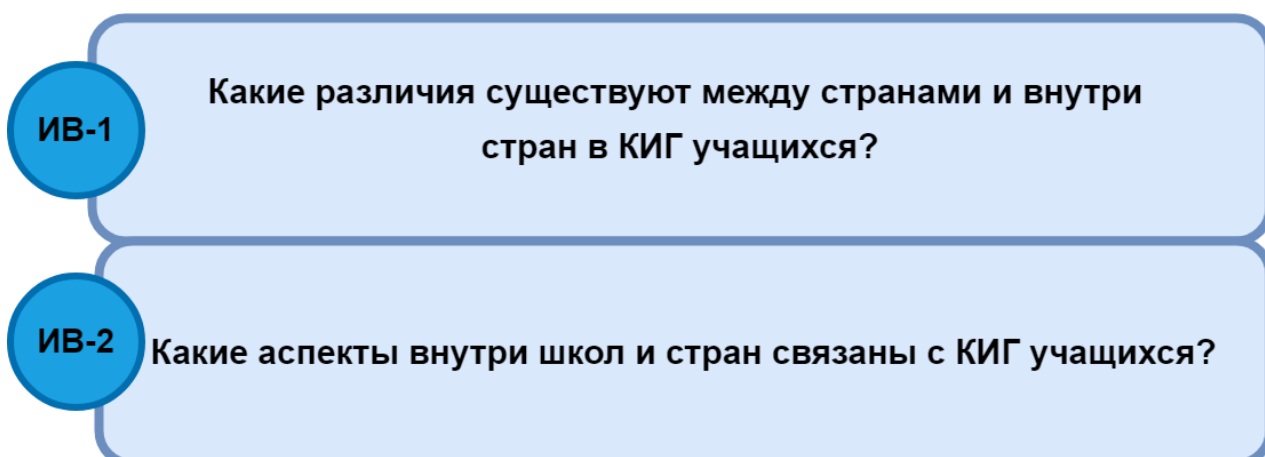 ИВ-1
Какие различия существуют между странами и внутри
стран в КИГ учащихся?
ИВ-2
Какие аспекты внутри школ и стран связаны с КИГ учащихся?